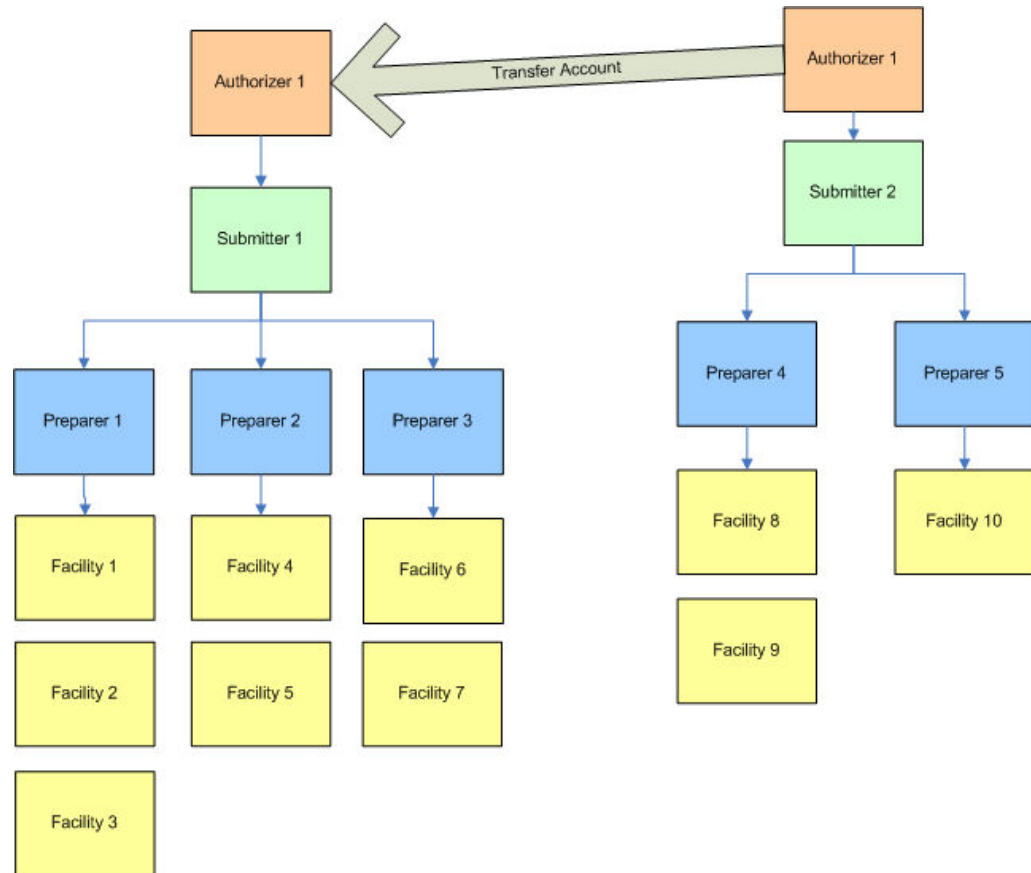 Authorizer 1
Transfer Account
Authorizer 1
Submitter 1
Submitter 2
Preparer 1
Preparer 2
Preparer 3
Preparer 4
Preparer 5
Facility 1
Facility 4
Facility 6
Facility 8
Facility 10
Facility 2
Facility 5
Facility 7
Facility 9
Facility 3